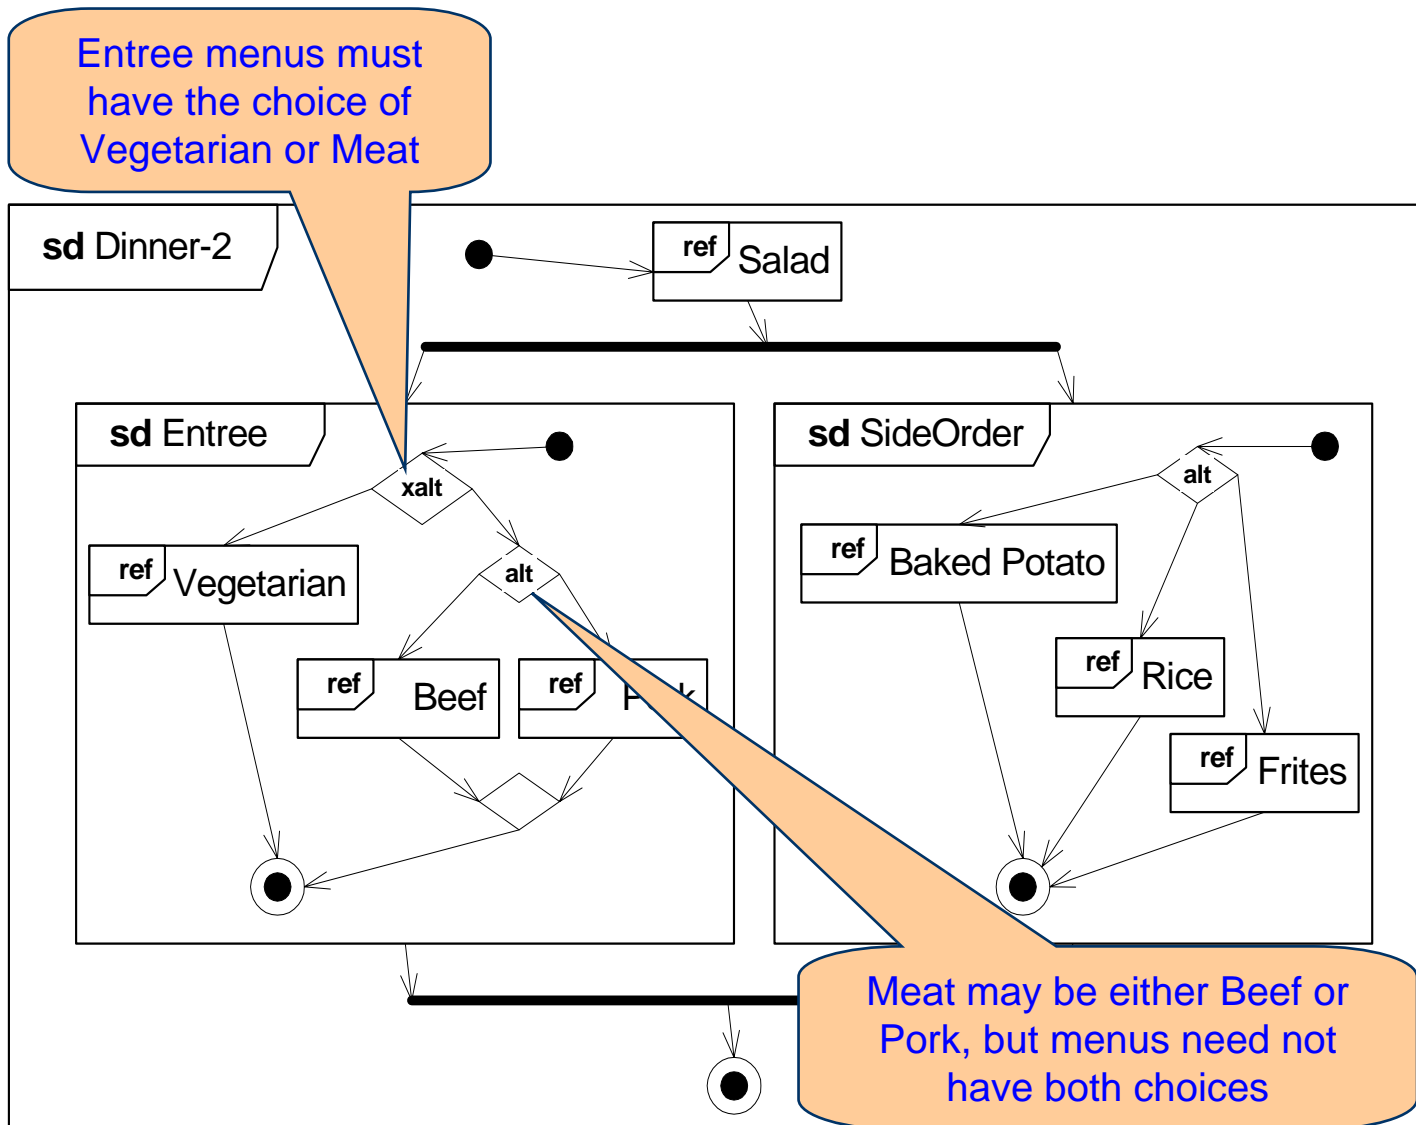 Entree menus must
have the choice of
Vegetarian or Meat
sd Dinner-2
ref Salad
sd Entree
xalt
ref Vegetarian
alt
ref Beef
ref
sd SideOrder
alt
ref Baked Potato
ref Rice
ref Frites
Meat may be either Beef or
Pork, but menus need not
have both choices